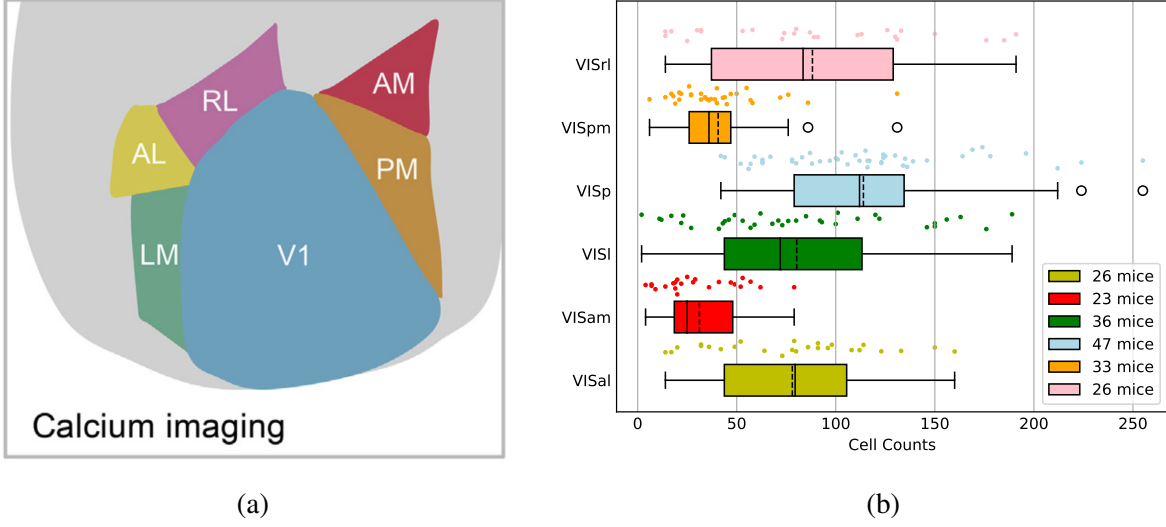 AM
RL
AL
PM
LM
V1
Calcium imaging
(a)
VISrl
VISpm
VISp
VISl
VISam
VISal
26 mice
23 mice
36 mice
47 mice
33 mice
26 mice
0 50 100 150 200 250
Cell Counts
(b)